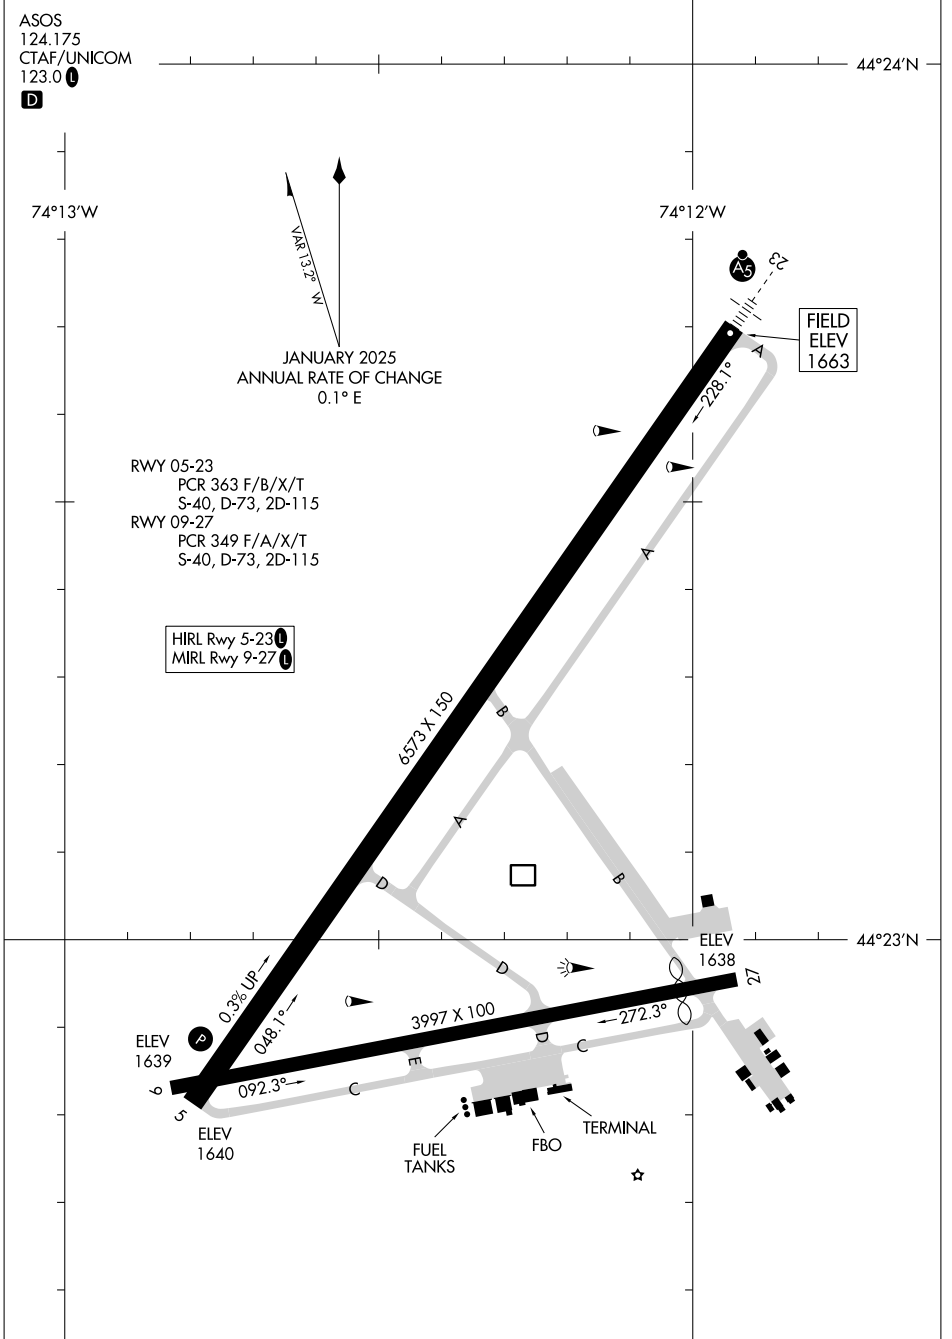 ASOS
124.175
CTAF/UNICOM
123.0 L
D
44°24'N
74°13'W
74°12'W
VAR 13.2° W
JANUARY 2025
ANNUAL RATE OF CHANGE
0.1° E
A5
23
FIELD
ELEV
1663
A
228.1°
RWY 05-23
PCR 363 F/B/X/T
S-40, D-73, 2D-115
RWY 09-27
PCR 349 F/A/X/T
S-40, D-73, 2D-115
A
HIRL Rwy 5-23 L
MIRL Rwy 9-27 L
6573 X 150
B
A
D
B
44°23'N
ELEV
1638
D
27
0.3% UP
048.1°
3997 X 100
272.3°
P
ELEV
1639
D
C
E
9
092.3°
C
5
ELEV
1640
FUEL
TANKS
FBO
TERMINAL